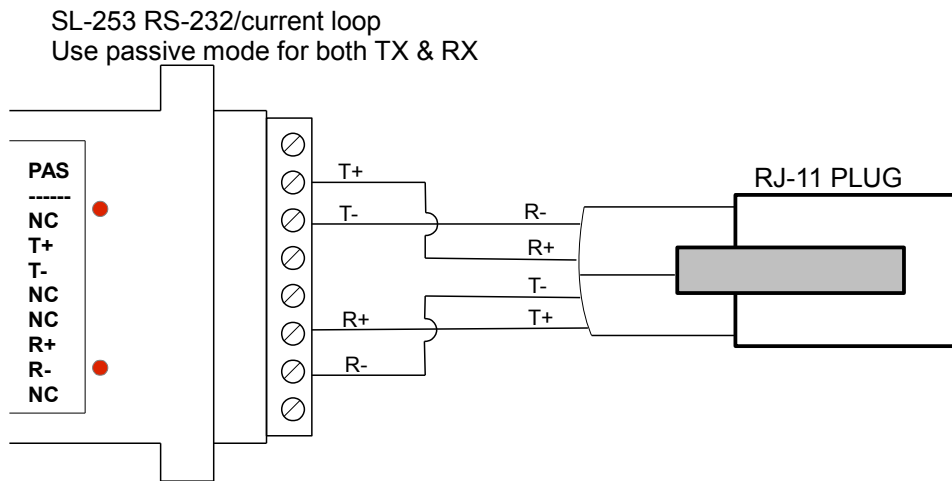 SL-253 RS-232/current loop
Use passive mode for both TX & RX
PAS
------
NC
T+
T-
NC
NC
R+
R-
NC
T+
T-
R+
R-
R-
R+
T-
T+
RJ-11 PLUG